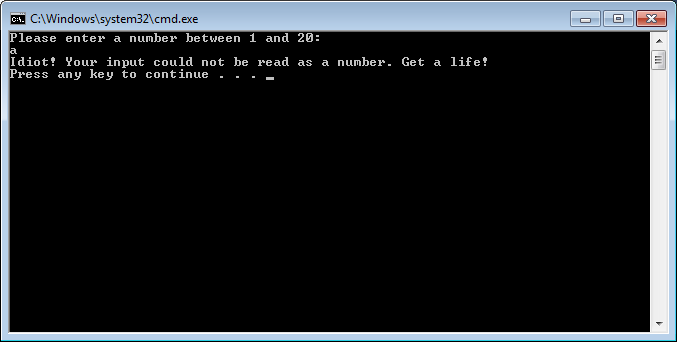 C:\Windows\system32\cmd.exe
Please enter a number between 1 and 20:
a
Idiot! Your input could not be read as a number. Get a life!
Press any key to continue . . . _